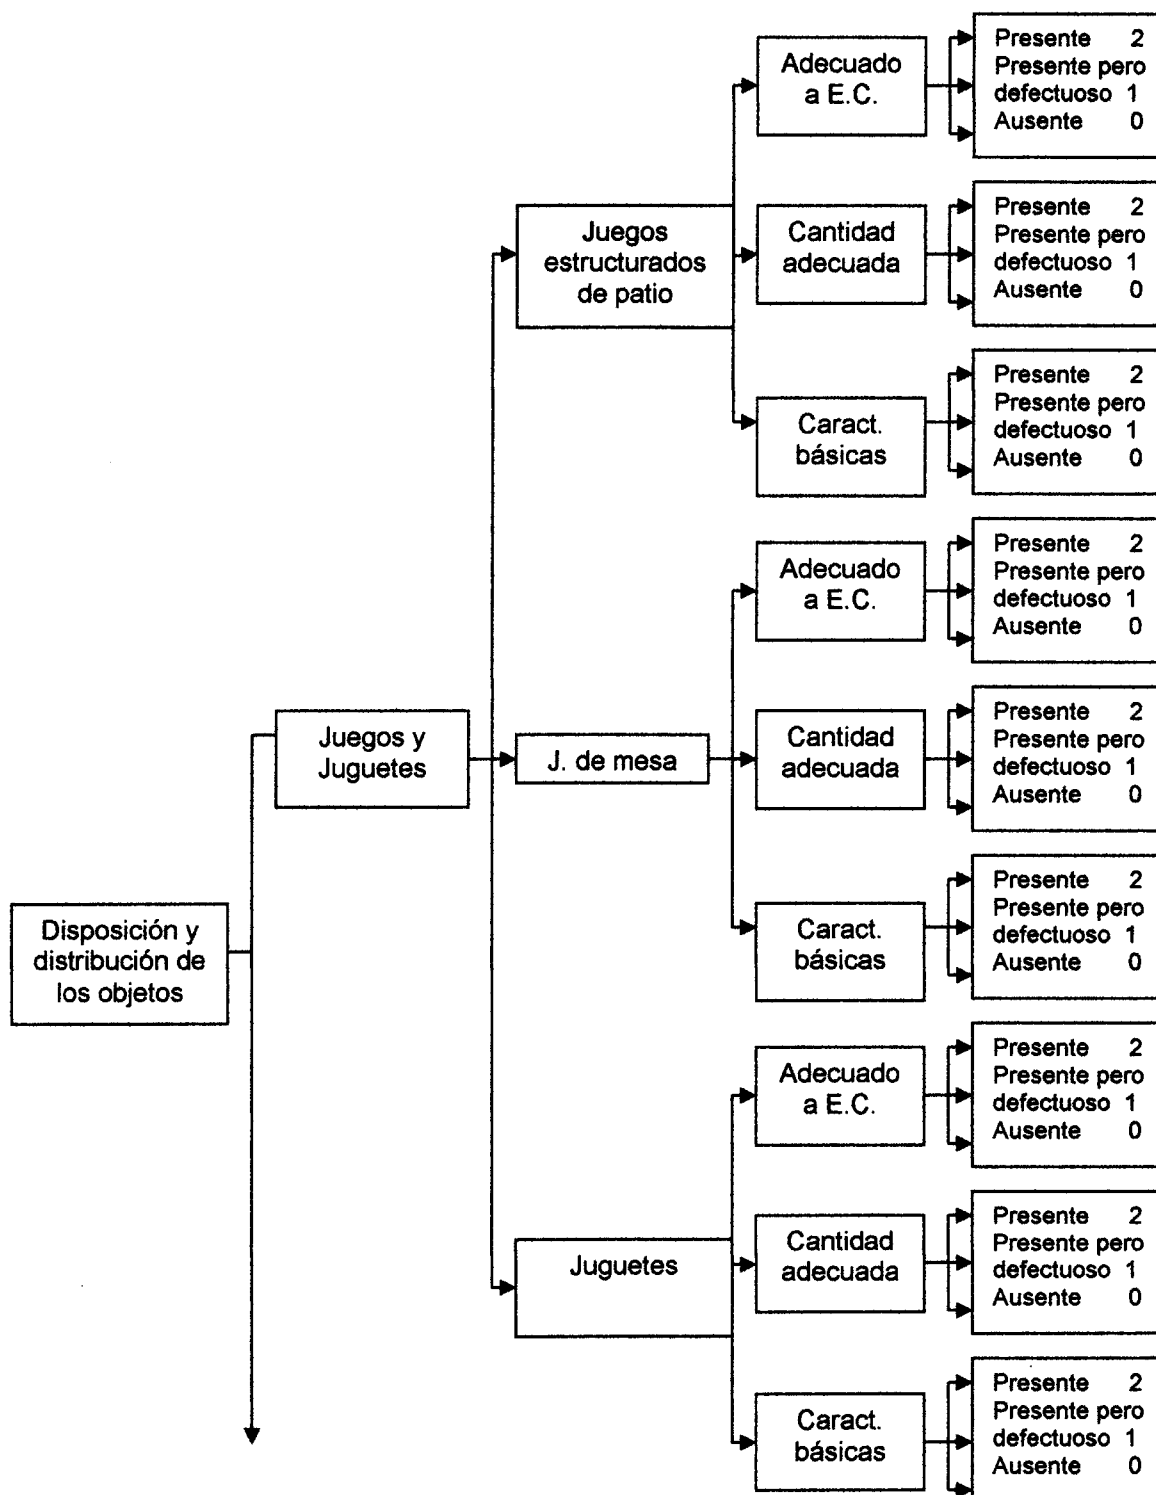 Disposición y
distribución de
los objetos
Juegos y
Juguetes
Juegos
estructurados
de patio
Adecuado
a E.C.
Presente 2
Presente pero
defectuoso 1
Ausente 0
Cantidad
adecuada
Presente 2
Presente pero
defectuoso 1
Ausente 0
Caract.
básicas
Presente 2
Presente pero
defectuoso 1
Ausente 0
J. de mesa
Adecuado
a E.C.
Presente 2
Presente pero
defectuoso 1
Ausente 0
Cantidad
adecuada
Presente 2
Presente pero
defectuoso 1
Ausente 0
Caract.
básicas
Presente 2
Presente pero
defectuoso 1
Ausente 0
Juguetes
Adecuado
a E.C.
Presente 2
Presente pero
defectuoso 1
Ausente 0
Cantidad
adecuada
Presente 2
Presente pero
defectuoso 1
Ausente 0
Caract.
básicas
Presente 2
Presente pero
defectuoso 1
Ausente 0